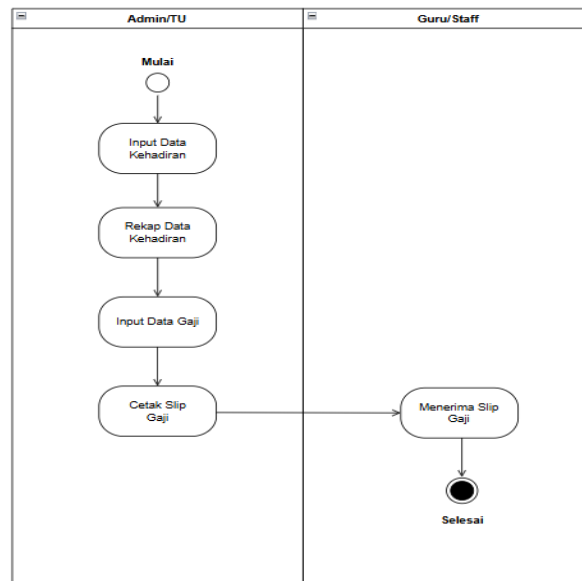 Admin/TU
Guru/Staff
Mulai
Input Data
Kehadiran
Rekap Data
Kehadiran
Input Data Gaji
Cetak Slip
Gaji
Menerima Slip
Gaji
Selesai